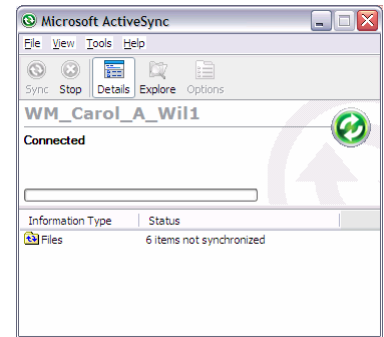 Microsoft ActiveSync
File View Tools Help
Sync Stop Details Explore Options
WM_Carol_A_Wil1
Connected
Information Type Status
Files 6 items not synchronized